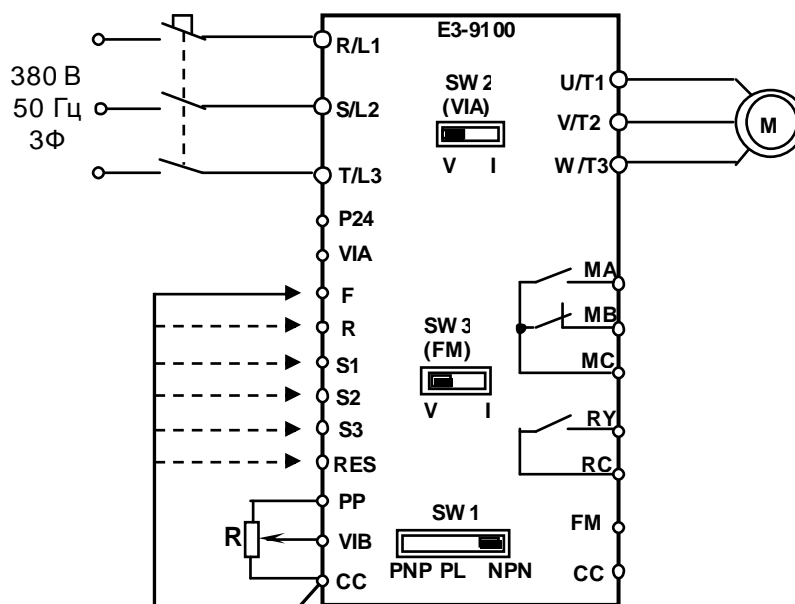 E3-9100
380 В
50 Гц
3Ф
R/L1
S/L2
T/L3
P24
VIA
F
R
S1
S2
S3
RES
PP
R
VIB
CC
SW 2
(VIA)
V I
SW 3
(FM)
V I
SW 1
PNP PL NPN
U/T1
V/T2
W/T3
M
MA
MB
MC
RY
RC
FM
CC